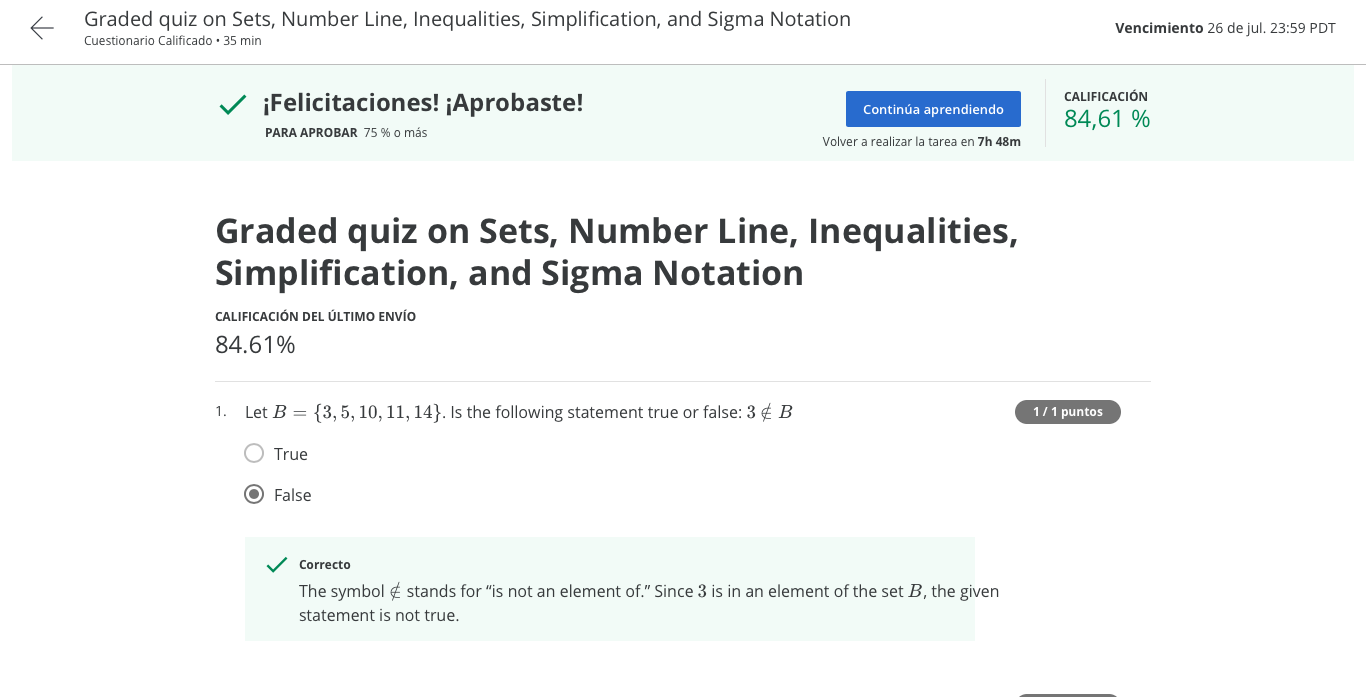 Graded quiz on Sets, Number Line, Inequalities, Simplification, and Sigma Notation
Cuestionario Calificado • 35 min
Vencimiento 26 de jul. 23:59 PDT
¡Felicitaciones! ¡Aprobaste!
PARA APROBAR 75 % o más
Continúa aprendiendo
Volver a realizar la tarea en 7h 48m
CALIFICACIÓN
84,61 %
Graded quiz on Sets, Number Line, Inequalities,
Simplification, and Sigma Notation
CALIFICACIÓN DEL ÚLTIMO ENVÍO
84.61%
1. Let B = {3, 5, 10, 11, 14}. Is the following statement true or false: 3 ∉ B
1 / 1 puntos
True
False
Correcto
The symbol ∉ stands for “is not an element of.” Since 3 is in an element of the set B, the given
statement is not true.